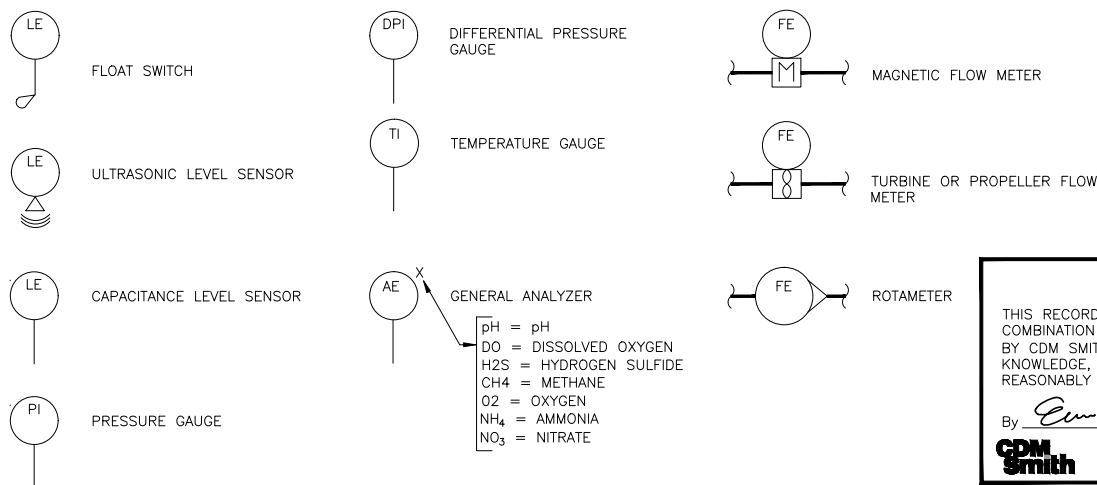 LE
FLOAT SWITCH
LE
ULTRASONIC LEVEL SENSOR
LE
CAPACITANCE LEVEL SENSOR
PI
PRESSURE GAUGE
DPI
DIFFERENTIAL PRESSURE
GAUGE
TI
TEMPERATURE GAUGE
AE
X
GENERAL ANALYZER
pH = pH
DO = DISSOLVED OXYGEN
H2S = HYDROGEN SULFIDE
CH4 = METHANE
O2 = OXYGEN
NH₄ = AMMONIA
NO₃ = NITRATE
FE
M
MAGNETIC FLOW METER
FE
TURBINE OR PROPELLER FLOW
METER
FE
ROTAMETER
THIS RECORD
COMBINATION
BY CDM SMIT
KNOWLEDGE,
REASONABLY
By
CDM
Smith